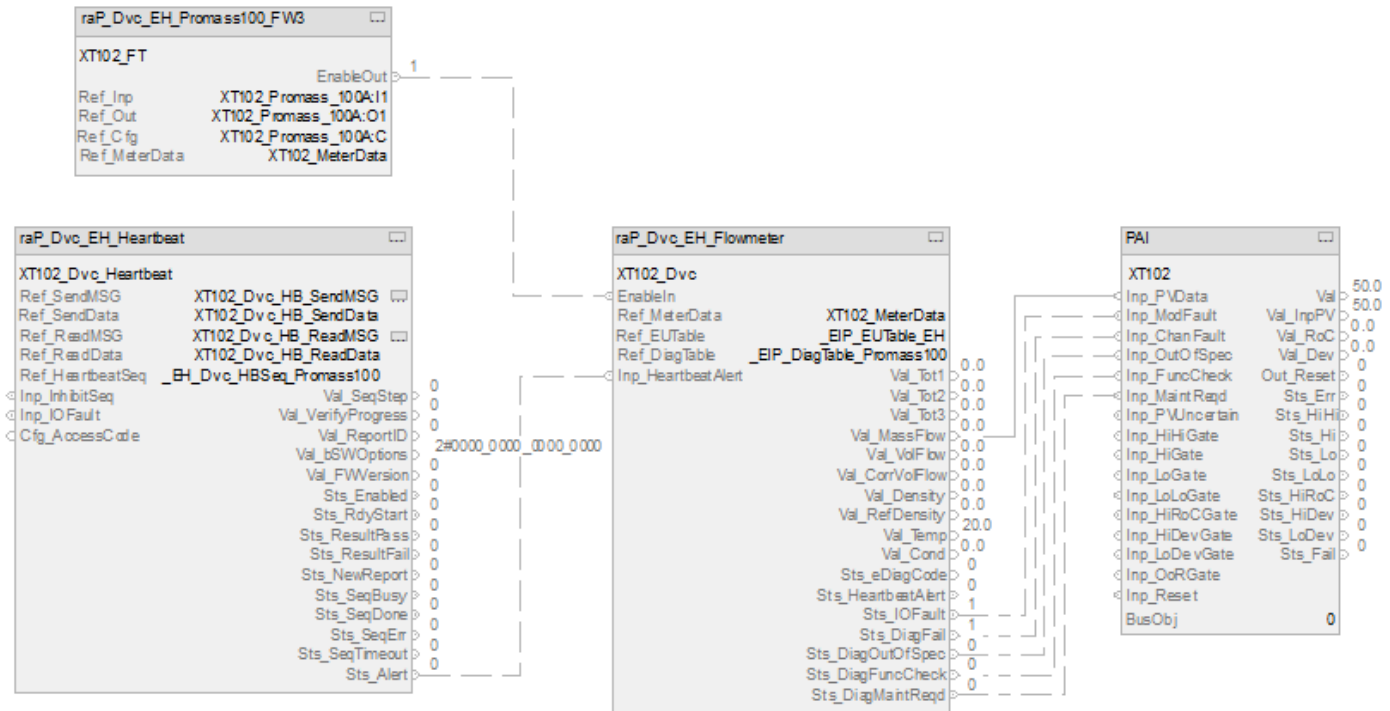 raP_Dvc_EH_Promass100_FW3
XT102_FT
EnableOut 1
Ref_Inp XT102_Promass_100A:I1
Ref_Out XT102_Promass_100A:O1
Ref_Cfg XT102_Promass_100A:C
Ref_MeterData XT102_MeterData
raP_Dvc_EH_Heartbeat
XT102_Dvc_Heartbeat
Ref_SendMSG XT102_Dvc_HB_SendMSG
Ref_SendData XT102_Dvc_HB_SendData
Ref_ReadMSG XT102_Dvc_HB_ReadMSG
Ref_ReadData XT102_Dvc_HB_ReadData
Ref_HeartbeatSeq _EH_Dvc_HBSeq_Promass100
Inp_InhibitSeq Val_SeqStep 0
Inp_IOFault Val_VerifyProgress 0
Cfg_AccessCode Val_ReportID 0
Val_bSWOptions 2#0000_0000_0000_0000
Val_FWVersion 0
Sts_Enabled 0
Sts_RdyStart 0
Sts_ResultPass 0
Sts_ResultFail 0
Sts_NewReport 0
Sts_SeqBusy 0
Sts_SeqDone 0
Sts_SeqErr 0
Sts_SeqTimeout 0
Sts_Alert 0
raP_Dvc_EH_Flowmeter
XT102_Dvc
EnableIn
Ref_MeterData XT102_MeterData
Ref_EUTable _EIP_EUTable_EH
Ref_DiagTable _EIP_DiagTable_Promass100
Inp_HeartbeatAlert Val_Tot1 0.0
Val_Tot2 0.0
Val_Tot3 0.0
Val_MassFlow 0.0
Val_VolFlow 0.0
Val_CorrVolFlow 0.0
Val_Density 0.0
Val_RefDensity 0.0
Val_Temp 20.0
Val_Cond 0.0
Sts_eDiagCode 0
Sts_HeartbeatAlert 0
Sts_IOFault 1
Sts_DiagFail 1
Sts_DiagOutOfSpec 0
Sts_DiagFuncCheck 0
Sts_DiagMaintReqd 0
PAI
XT102
Inp_PVData Val 50.0
Inp_ModFault Val_InpPV 50.0
Inp_ChanFault Val_RoC 0.0
Inp_OutOfSpec Val_Dev 0.0
Inp_FuncCheck Out_Reset 0
Inp_MaintReqd Sts_Err 0
Inp_PVUncertain Sts_HiHi 0
Inp_HiHiGate Sts_Hi 0
Inp_HiGate Sts_Lo 0
Inp_LoGate Sts_LoLo 0
Inp_LoLoGate Sts_HiRoC 0
Inp_HiRoCGate Sts_HiDev 0
Inp_HiDevGate Sts_LoDev 0
Inp_LoDevGate Sts_Fail 0
Inp_OoRGate
Inp_Reset
BusObj 0